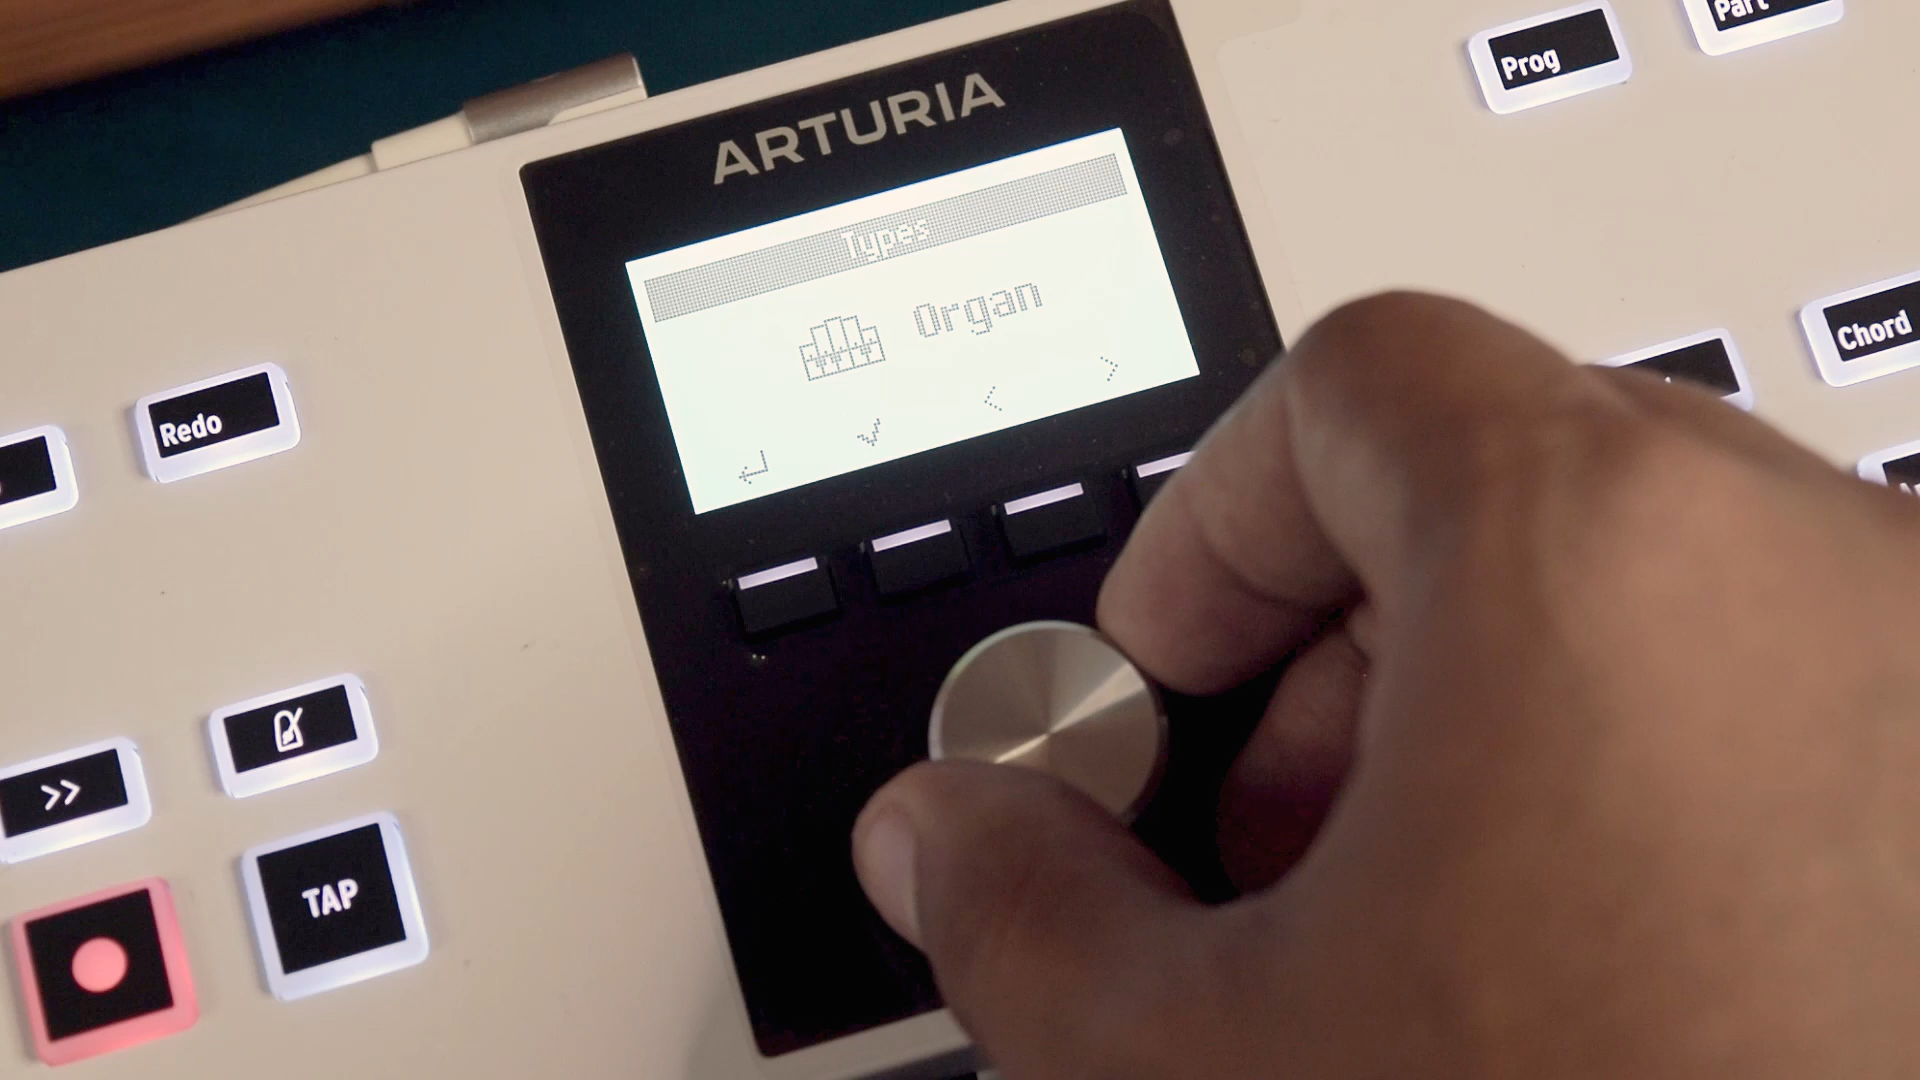 ARTURIA
Types
Organ
Prog
Part
Chord
Redo
>>
TAP